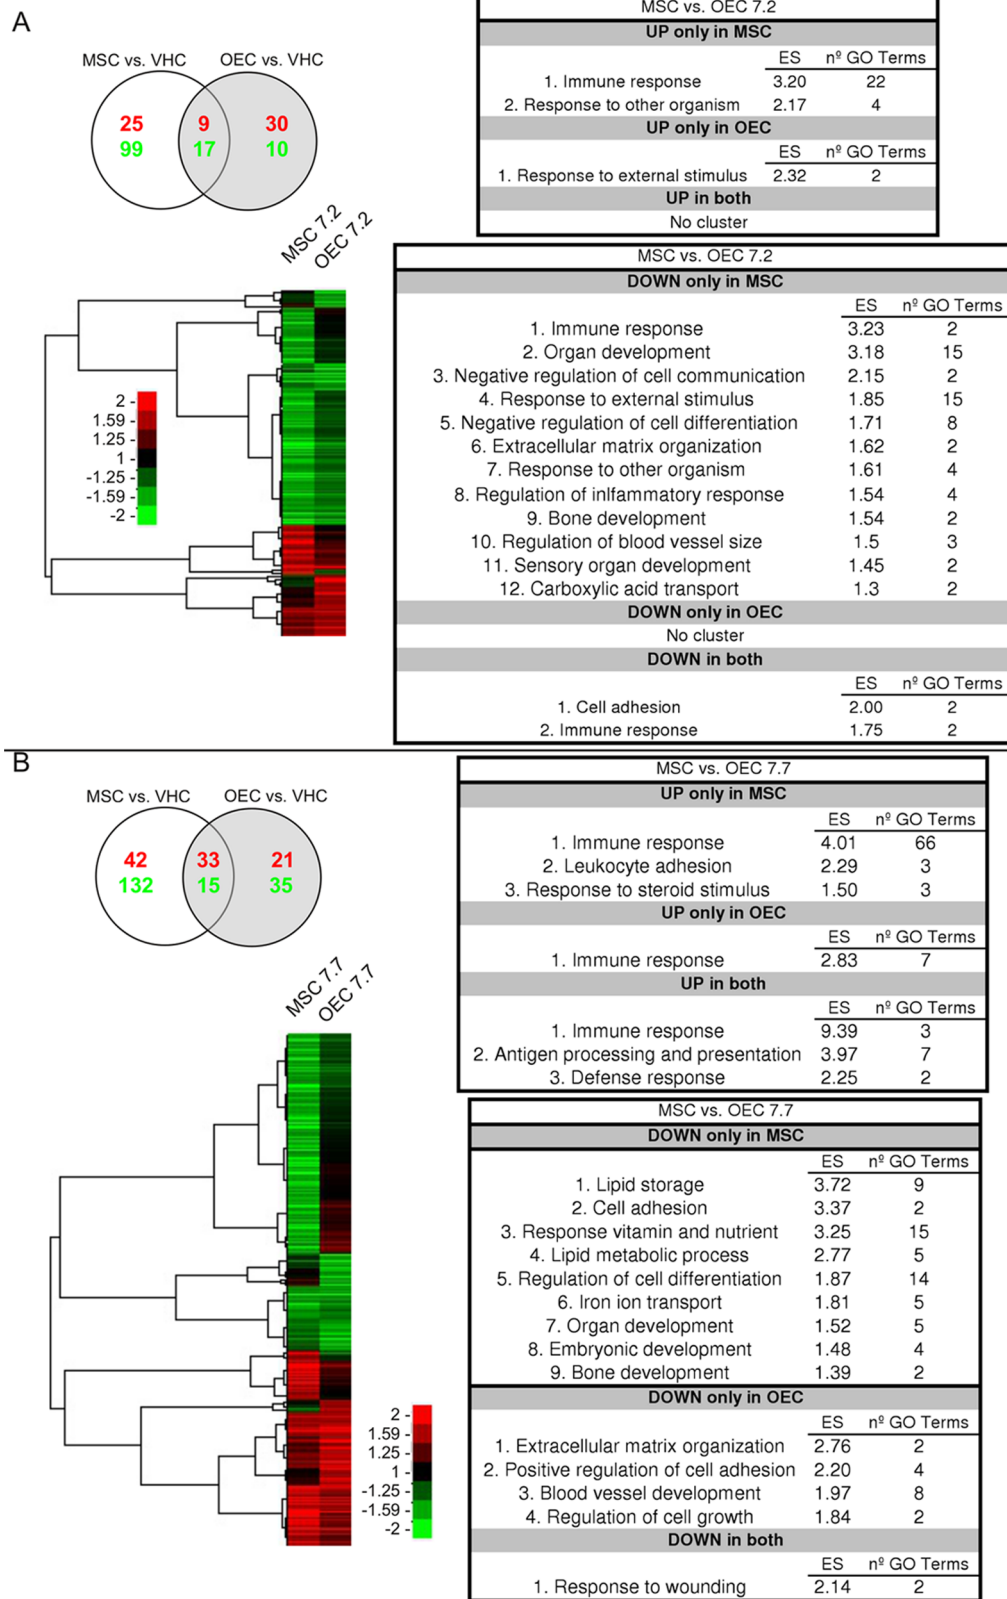 A
MSC vs. VHC OEC vs. VHC
25 9 30
99 17 10
MSC 7.2
OEC 7.2
2 -
1.59 -
1.25 -
1 -
-1.25 -
-1.59 -
-2 -
MSC vs. OEC 7.2
UP only in MSC
ES nº GO Terms
1. Immune response 3.20 22
2. Response to other organism 2.17 4
UP only in OEC
ES nº GO Terms
1. Response to external stimulus 2.32 2
UP in both
No cluster
MSC vs. OEC 7.2
DOWN only in MSC
ES nº GO Terms
1. Immune response 3.23 2
2. Organ development 3.18 15
3. Negative regulation of cell communication 2.15 2
4. Response to external stimulus 1.85 15
5. Negative regulation of cell differentiation 1.71 8
6. Extracellular matrix organization 1.62 2
7. Response to other organism 1.61 4
8. Regulation of inlfammatory response 1.54 4
9. Bone development 1.54 2
10. Regulation of blood vessel size 1.5 3
11. Sensory organ development 1.45 2
12. Carboxylic acid transport 1.3 2
DOWN only in OEC
No cluster
DOWN in both
ES nº GO Terms
1. Cell adhesion 2.00 2
2. Immune response 1.75 2
B
MSC vs. VHC OEC vs. VHC
42 33 21
132 15 35
MSC 7.7
OEC 7.7
2 -
1.59 -
1.25 -
1 -
-1.25 -
-1.59 -
-2 -
MSC vs. OEC 7.7
UP only in MSC
ES nº GO Terms
1. Immune response 4.01 66
2. Leukocyte adhesion 2.29 3
3. Response to steroid stimulus 1.50 3
UP only in OEC
ES nº GO Terms
1. Immune response 2.83 7
UP in both
ES nº GO Terms
1. Immune response 9.39 3
2. Antigen processing and presentation 3.97 7
3. Defense response 2.25 2
MSC vs. OEC 7.7
DOWN only in MSC
ES nº GO Terms
1. Lipid storage 3.72 9
2. Cell adhesion 3.37 2
3. Response vitamin and nutrient 3.25 15
4. Lipid metabolic process 2.77 5
5. Regulation of cell differentiation 1.87 14
6. Iron ion transport 1.81 5
7. Organ development 1.52 5
8. Embryonic development 1.48 4
9. Bone development 1.39 2
DOWN only in OEC
ES nº GO Terms
1. Extracellular matrix organization 2.76 2
2. Positive regulation of cell adhesion 2.20 4
3. Blood vessel development 1.97 8
4. Regulation of cell growth 1.84 2
DOWN in both
ES nº GO Terms
1. Response to wounding 2.14 2